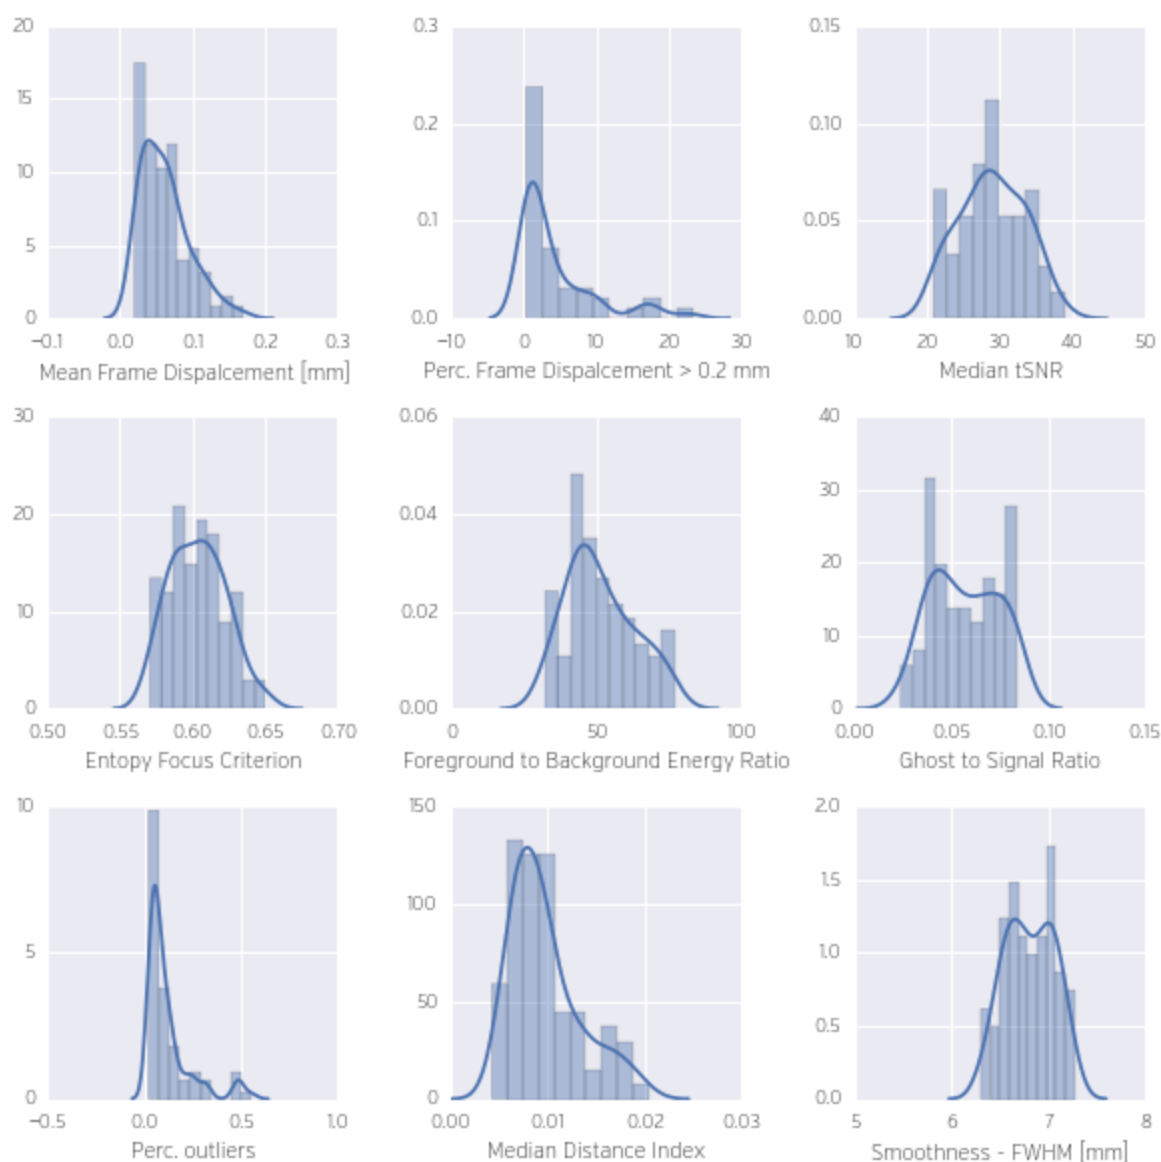 20
15
10
5
0
−0.1 0.0 0.1 0.2 0.3
Mean Frame Dispalcement [mm]
0.3
0.2
0.1
0.0
−10 0 10 20 30
Perc. Frame Dispalcement > 0.2 mm
0.15
0.10
0.05
0.00
10 20 30 40 50
Median tSNR
30
20
10
0
0.50 0.55 0.60 0.65 0.70
Entopy Focus Criterion
0.06
0.04
0.02
0.00
0 50 100
Foreground to Background Energy Ratio
40
30
20
10
0
0.00 0.05 0.10 0.15
Ghost to Signal Ratio
10
5
0
−0.5 0.0 0.5 1.0
Perc. outliers
150
100
50
0
0.00 0.01 0.02 0.03
Median Distance Index
2.0
1.5
1.0
0.5
0.0
5 6 7 8
Smoothness - FWHM [mm]